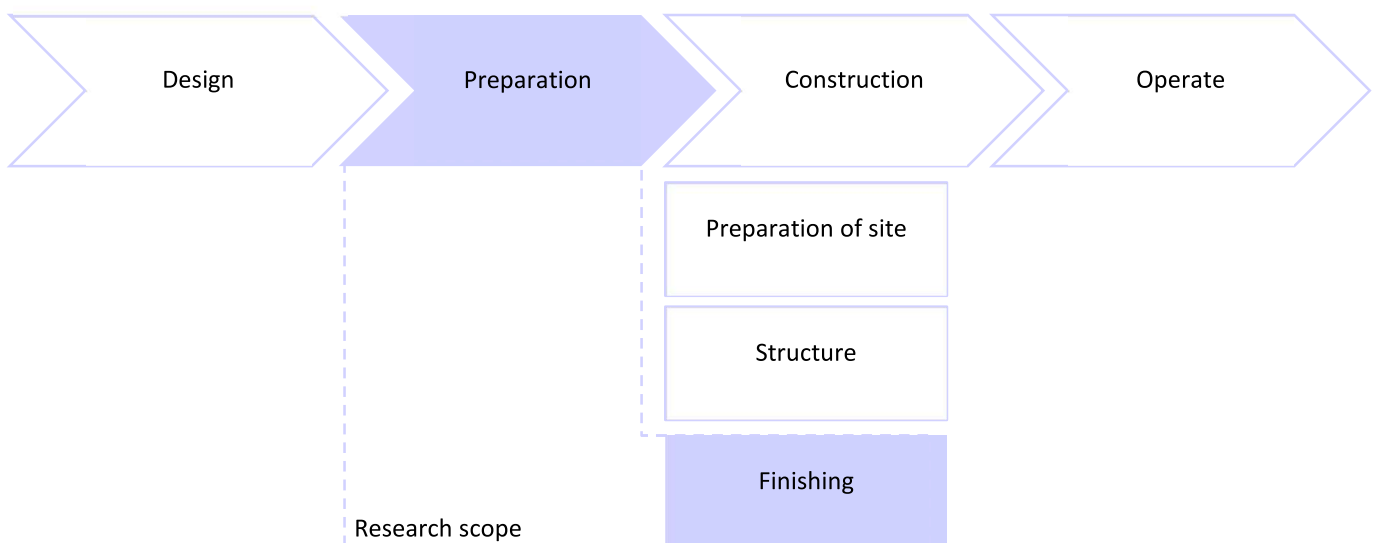 Design
Preparation
Construction
Operate
Preparation of site
Structure
Finishing
Research scope